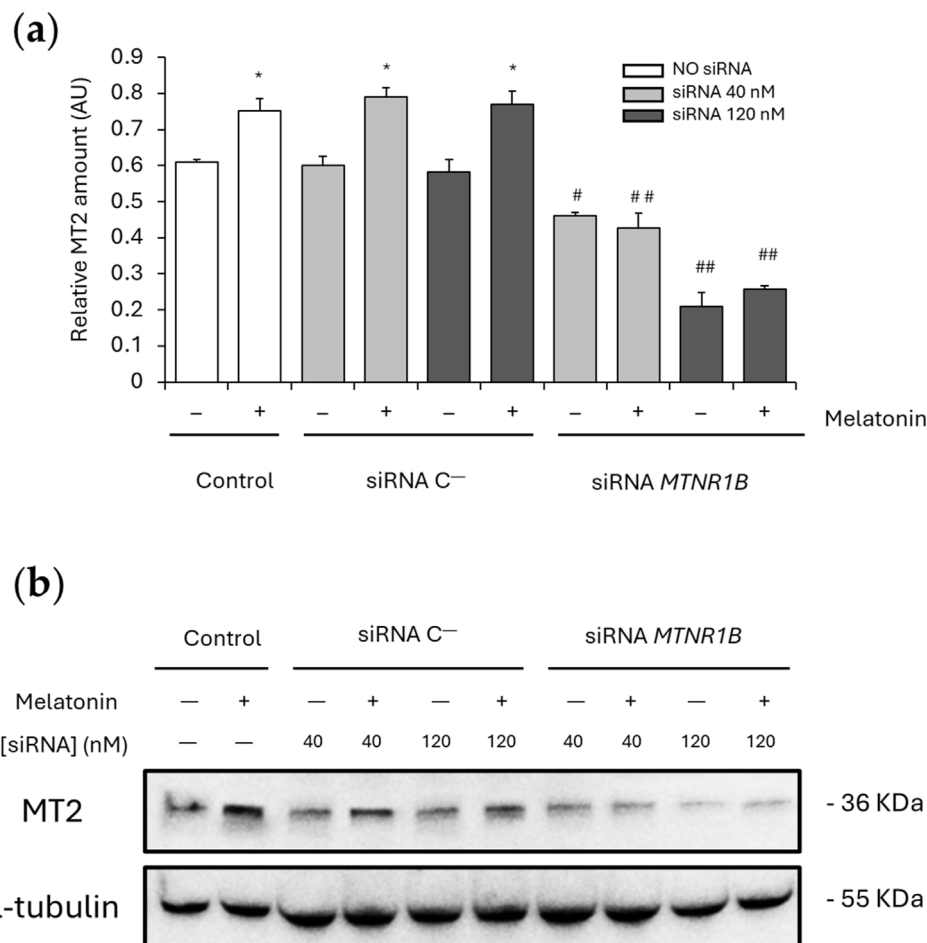 (a)
0.9
0.8
0.7
0.6
0.5
0.4
0.3
0.2
0.1
0
Relative MT2 amount (AU)
* * *
# # # ## ##
NO siRNA
siRNA 40 nM
siRNA 120 nM
– + – + – + – + – + Melatonin
Control siRNA C— siRNA MTNR1B
(b)
Control siRNA C— siRNA MTNR1B
Melatonin — + — + — + — + — +
[siRNA] (nM) — — 40 40 120 120 40 40 120 120
MT2 - 36 KDa
-tubulin - 55 KDa